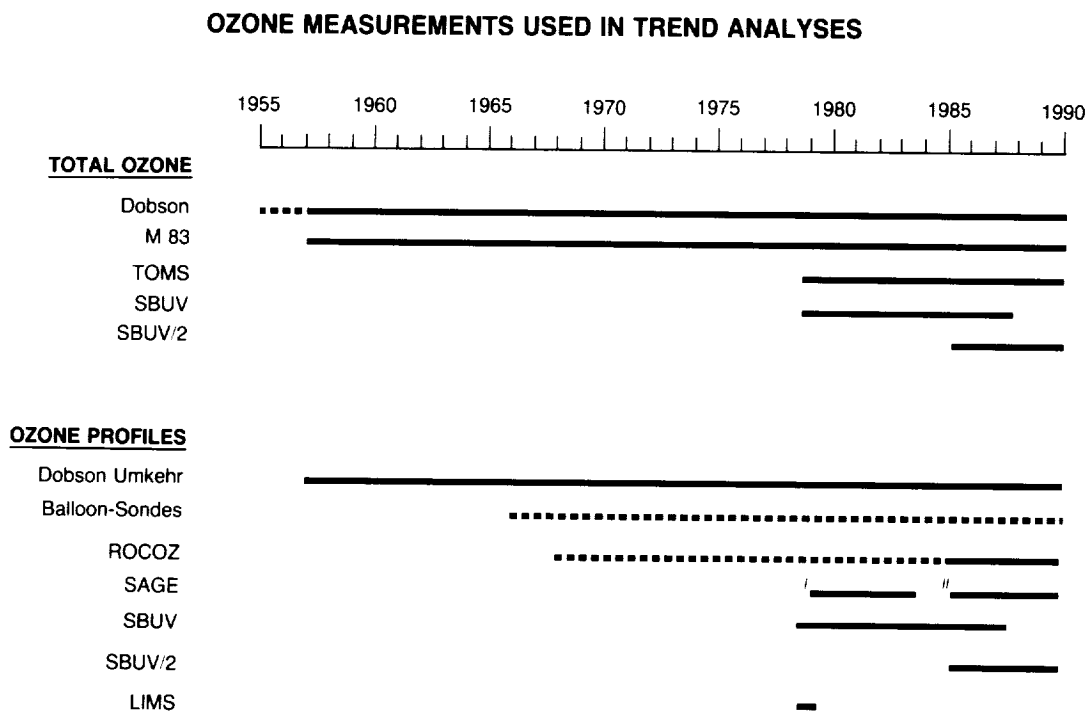 OZONE MEASUREMENTS USED IN TREND ANALYSES
1955 1960 1965 1970 1975 1980 1985 1990
TOTAL OZONE
Dobson
M 83
TOMS
SBUV
SBUV/2
OZONE PROFILES
Dobson Umkehr
Balloon-Sondes
ROCOZ
SAGE I II
SBUV
SBUV/2
LIMS